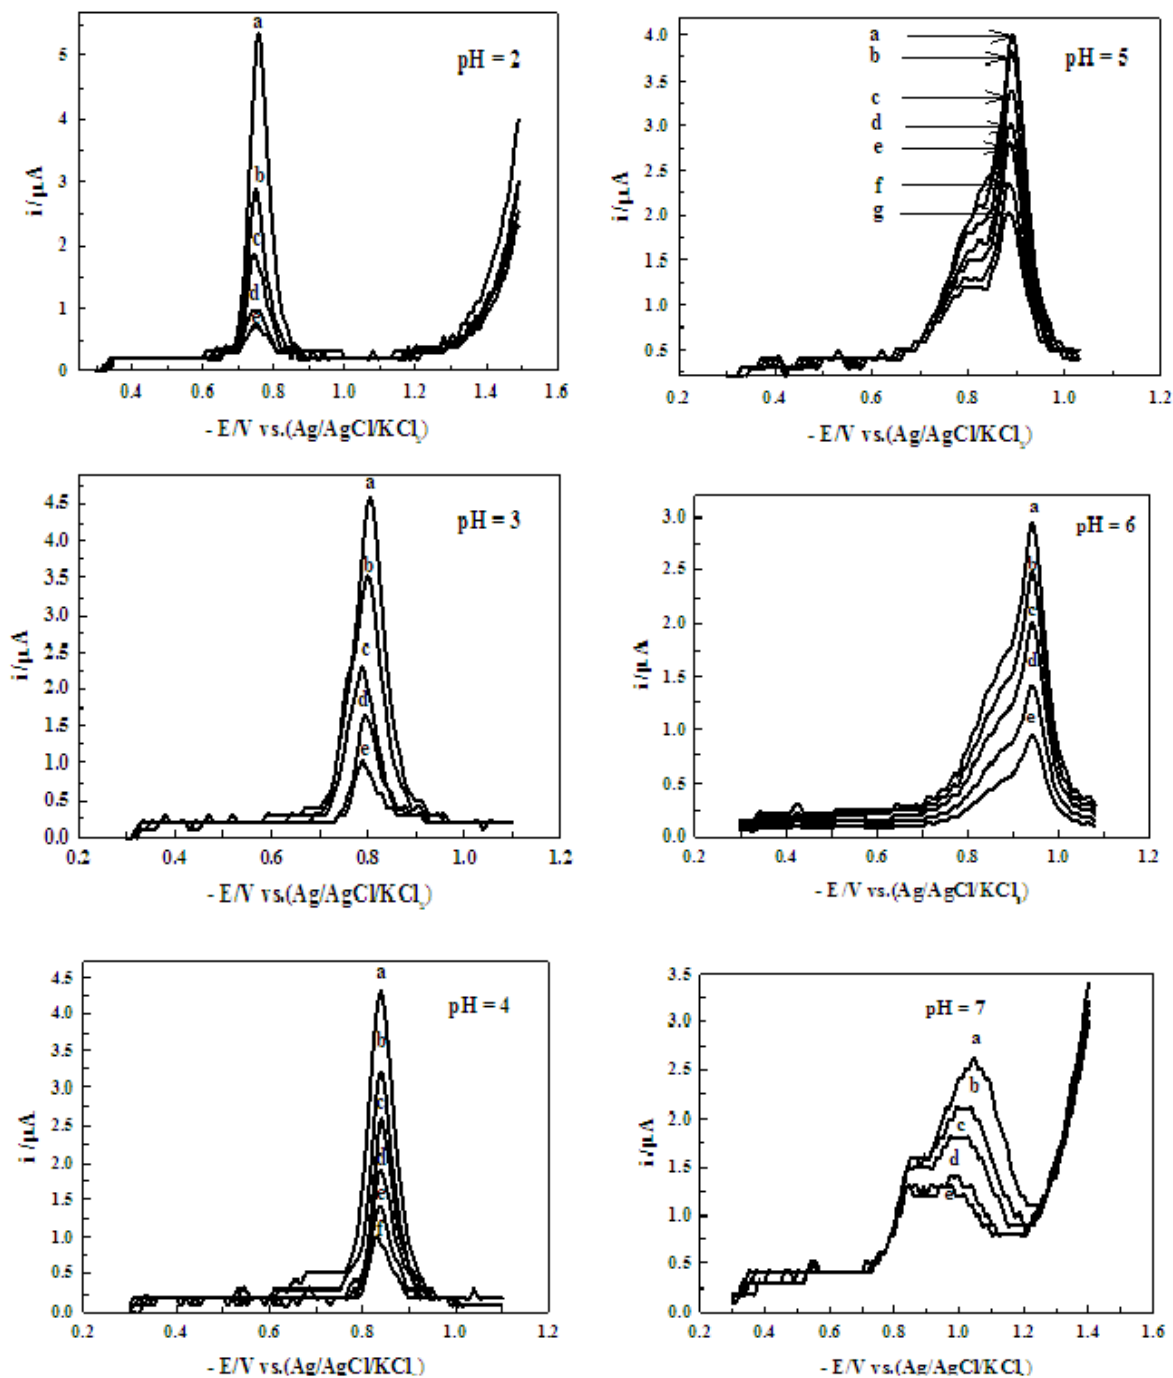 a
pH = 2
5
4
3
2
1
0
b
c
d
e
i/μA
0.4
0.6
0.8
1.0
1.2
1.4
1.6
- E/V vs.(Ag/AgCl/KCl
)
a
b
c
d
e
f
g
pH = 5
4.0
3.5
3.0
2.5
2.0
1.5
1.0
0.5
i/μA
0.2
0.4
0.6
0.8
1.0
1.2
- E/V vs.(Ag/AgCl/KCl
)
a
pH = 3
4.5
4.0
3.5
3.0
2.5
2.0
1.5
1.0
0.5
0.0
b
c
d
e
i/μA
0.2
0.4
0.6
0.8
1.0
1.2
- E/V vs.(Ag/AgCl/KCl
)
a
pH = 6
3.0
2.5
2.0
1.5
1.0
0.5
0.0
b
c
d
e
i/μA
0.2
0.4
0.6
0.8
1.0
1.2
- E/V vs.(Ag/AgCl/KCl
)
a
pH = 4
4.5
4.0
3.5
3.0
2.5
2.0
1.5
1.0
0.5
0.0
b
c
d
e
f
i/μA
0.2
0.4
0.6
0.8
1.0
1.2
- E/V vs.(Ag/AgCl/KCl
)
pH = 7
3.5
3.0
2.5
2.0
1.5
1.0
0.5
0.0
a
b
c
d
e
i/μA
0.2
0.4
0.6
0.8
1.0
1.2
1.4
1.6
- E/V vs.(Ag/AgCl/KCl
)